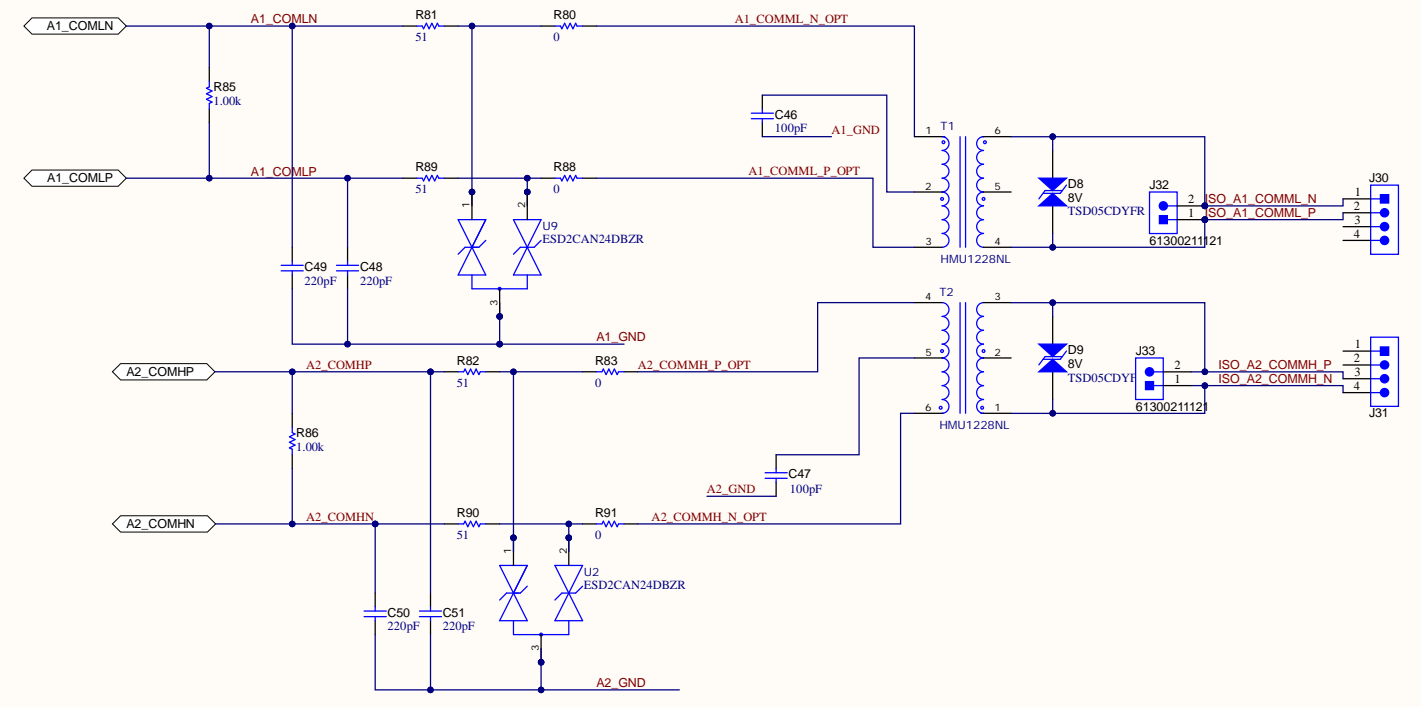 R81
R80
A1_COMLN
A1_COMLN
A1_COMML_N_OPT
51
0
R85
1.00k
C46
100pF
A1_GND
T1
1
6
R89
R88
A1_COMLP
A1_COMLP
A1_COMML_P_OPT
51
0
2
5
D8
8V
TSD05CDYFR
J32
2
1
61300211121
ISO_A1_COMML_N
ISO_A1_COMML_P
J30
1
2
3
4
1
2
U9
ESD2CAN24DBZR
3
4
HMU1228NL
C49
220pF
C48
220pF
3
A1_GND
T2
4
3
R82
R83
A2_COMHP
A2_COMHP
A2_COMMH_P_OPT
51
0
5
2
D9
8V
TSD05CDYF
J33
2
1
61300211121
ISO_A2_COMMH_P
ISO_A2_COMMH_N
1
2
3
4
J31
6
1
HMU1228NL
R86
1.00k
C47
100pF
A2_GND
R90
R91
A2_COMHN
A2_COMHN
A2_COMMH_N_OPT
51
0
1
2
U2
ESD2CAN24DBZR
C50
220pF
C51
220pF
3
A2_GND